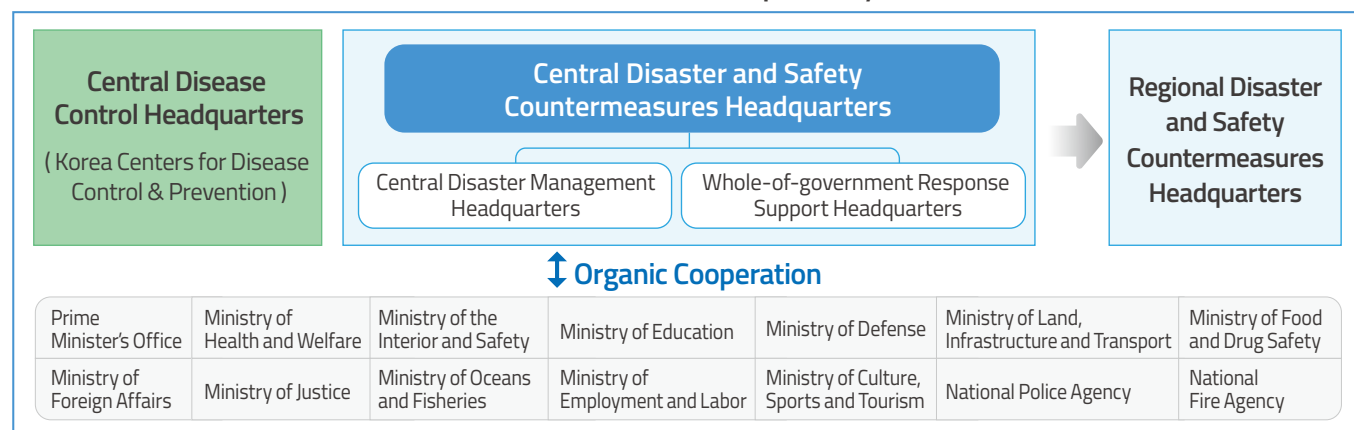 Central Disease
Control Headquarters
( Korea Centers for Disease
Control & Prevention )
Central Disaster and Safety
Countermeasures Headquarters
Central Disaster Management
Headquarters
Whole-of-government Response
Support Headquarters
Regional Disaster
and Safety
Countermeasures
Headquarters
Organic Cooperation
Prime
Minister's Office
Ministry of
Health and Welfare
Ministry of the
Interior and Safety
Ministry of Education
Ministry of Defense
Ministry of Land,
Infrastructure and Transport
Ministry of Food
and Drug Safety
Ministry of
Foreign Affairs
Ministry of Justice
Ministry of Oceans
and Fisheries
Ministry of
Employment and Labor
Ministry of Culture,
Sports and Tourism
National Police Agency
National
Fire Agency